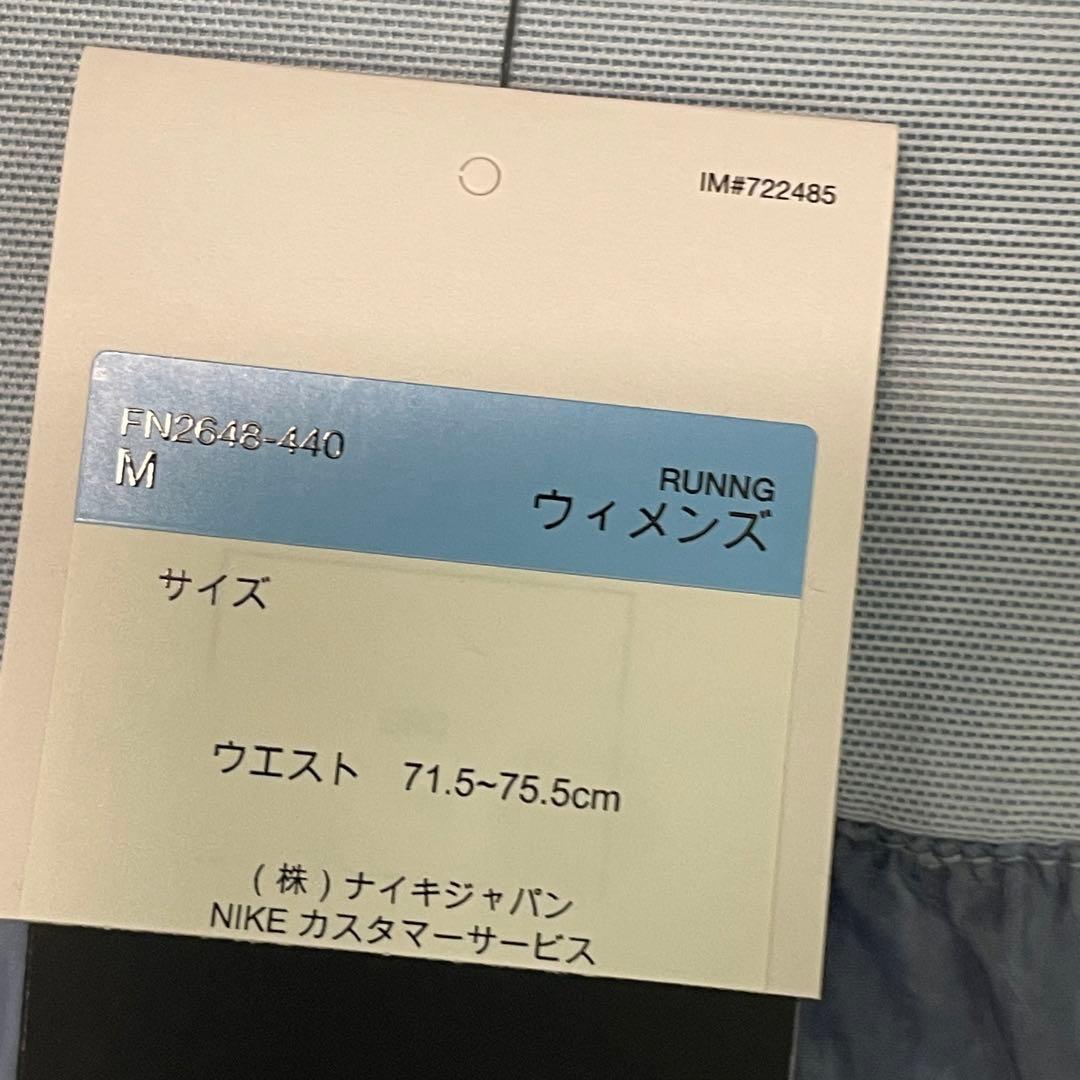 IM#722485
FN2648-440
M
RUNNG
ウィメンズ
サイズ
ウエスト 71.5~75.5cm
(株)ナイキジャパン
NIKE カスタマーサービス